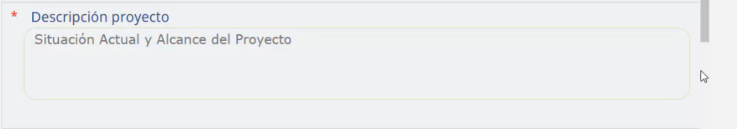 * Descripción proyecto
Situación Actual y Alcance del Proyecto